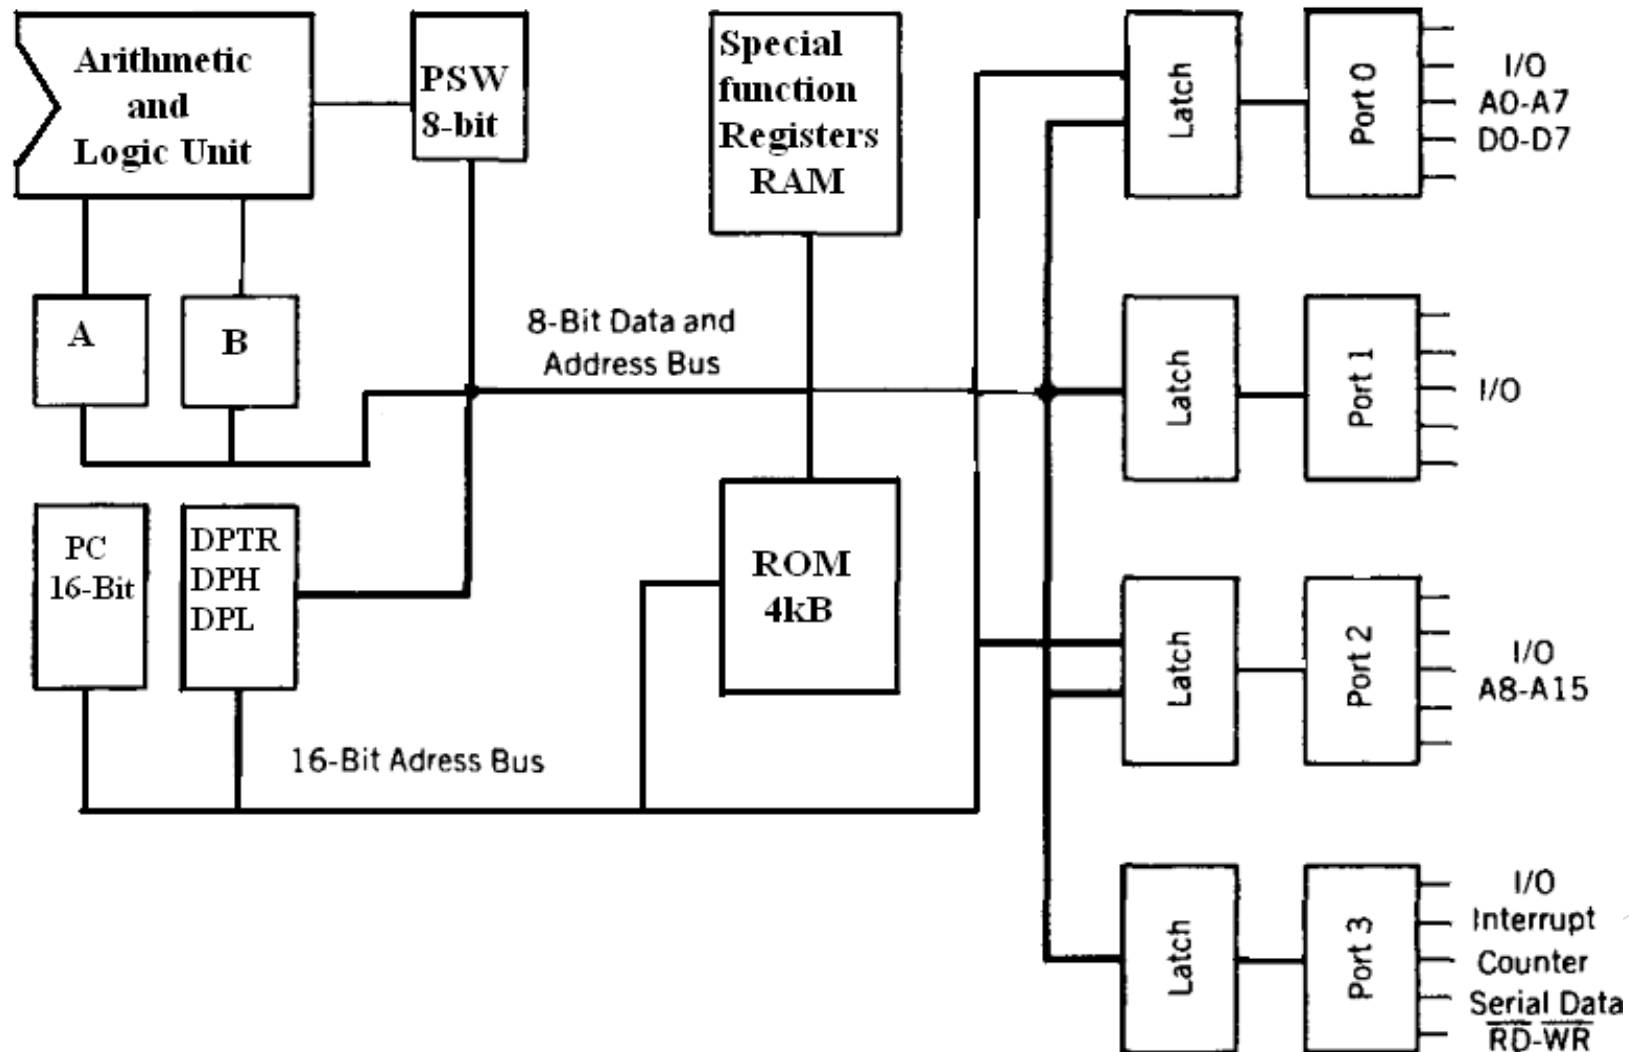 Arithmetic
and
Logic Unit
PSW
8-bit
Special
function
Registers
RAM
Latch
Port 0
I/O
A0-A7
D0-D7
A
B
8-Bit Data and
Address Bus
Latch
Port 1
I/O
PC
16-Bit
DPTR
DPH
DPL
ROM
4kB
Latch
Port 2
I/O
A8-A15
16-Bit Adress Bus
Latch
Port 3
I/O
Interrupt
Counter
Serial Data
R̅D̅-W̅R̅